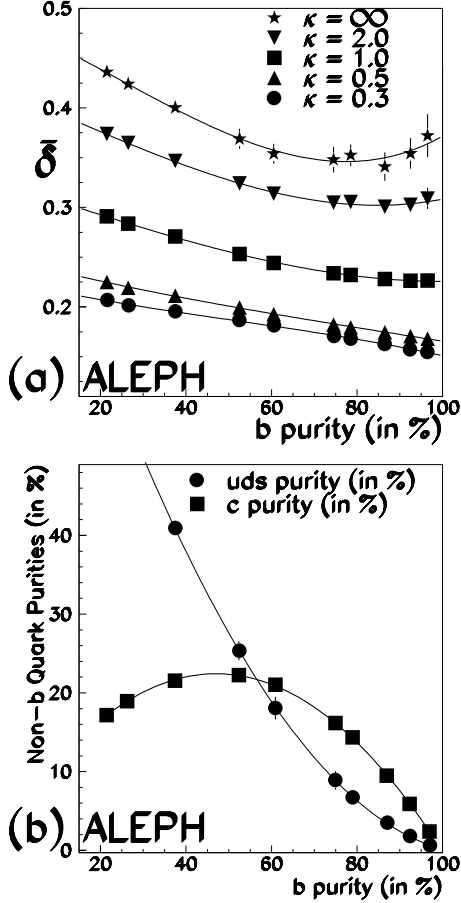 0.5
κ = ∞
κ = 2.0
κ = 1.0
κ = 0.5
κ = 0.3
0.4
δ̄
0.3
0.2
(a) ALEPH
20 40 60 80 100
b purity (in %)
uds purity (in %)
c purity (in %)
Non-b Quark Purities (in %)
40
30
20
10
0
(b) ALEPH
20 40 60 80 100
b purity (in %)